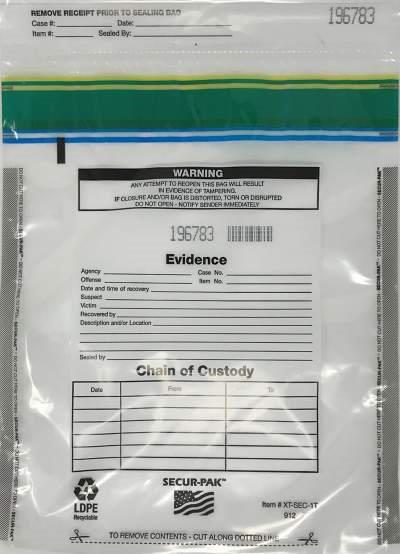 REMOVE RECEIPT PRIOR TO SEALING BAG
196783
Case #: Date:
Item #: Sealed By:
WARNING
ANY ATTEMPT TO REOPEN THIS BAG WILL RESULT
IN EVIDENCE OF TAMPERING.
IF CLOSURE AND/OR BAG IS DISTORTED, TORN OR DISRUPTED
DO NOT OPEN - NOTIFY SENDER IMMEDIATELY
196783
Evidence
Agency Case No.
Offense Item No.
Date and time of recovery
Suspect
Victim
Recovered by
Description and/or Location
Sealed by
Chain of Custody
Date From To
SECUR-PAK™
LDPE
Recyclable
Item # XT-SEC-1T
912
TO REMOVE CONTENTS - CUT ALONG DOTTED LINE